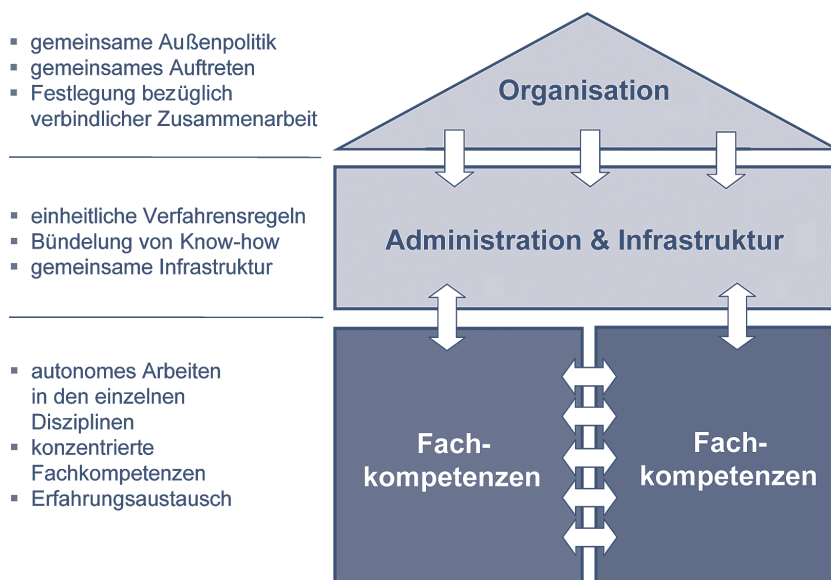 ▪ gemeinsame Außenpolitik
▪ gemeinsames Auftreten
▪ Festlegung bezüglich
verbindlicher Zusammenarbeit
Organisation
▪ einheitliche Verfahrensregeln
▪ Bündelung von Know-how
▪ gemeinsame Infrastruktur
Administration & Infrastruktur
▪ autonomes Arbeiten
in den einzelnen
Disziplinen
▪ konzentrierte
Fachkompetenzen
▪ Erfahrungsaustausch
Fach-
kompetenzen
Fach-
kompetenzen